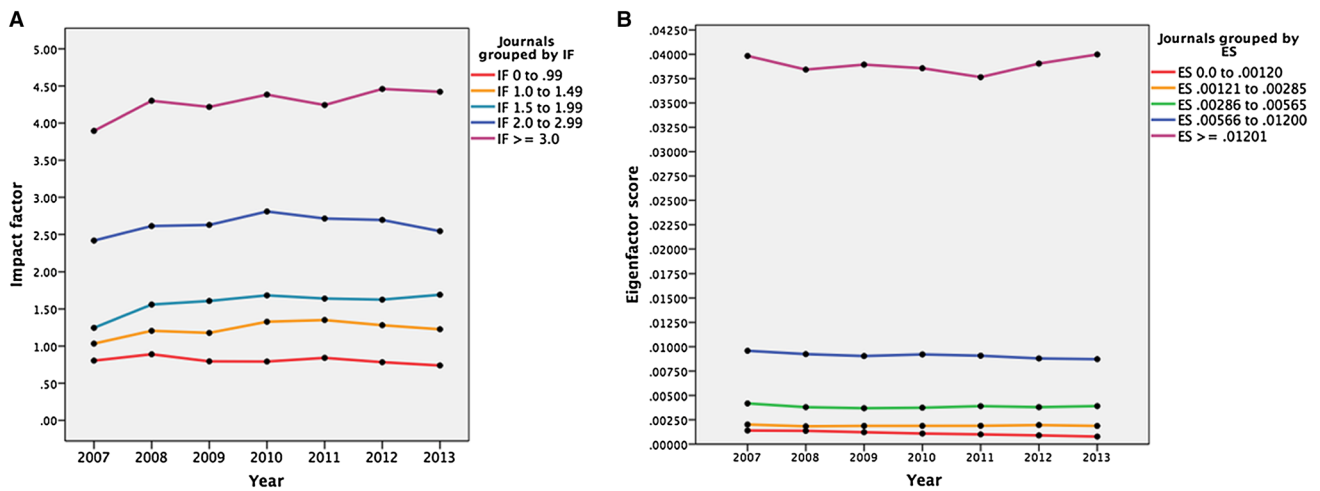 A
Impact factor
5.00
4.50
4.00
3.50
3.00
2.50
2.00
1.50
1.00
.50
.00
2007 2008 2009 2010 2011 2012 2013
Year
Journals
grouped by IF
IF 0 to .99
IF 1.0 to 1.49
IF 1.5 to 1.99
IF 2.0 to 2.99
IF >= 3.0
B
Eigenfactor score
.04250
.04000
.03750
.03500
.03250
.03000
.02750
.02500
.02250
.02000
.01750
.01500
.01250
.01000
.00750
.00500
.00250
.00000
2007 2008 2009 2010 2011 2012 2013
Year
Journals grouped by
ES
ES 0.0 to .00120
ES .00121 to .00285
ES .00286 to .00565
ES .00566 to .01200
ES >= .01201